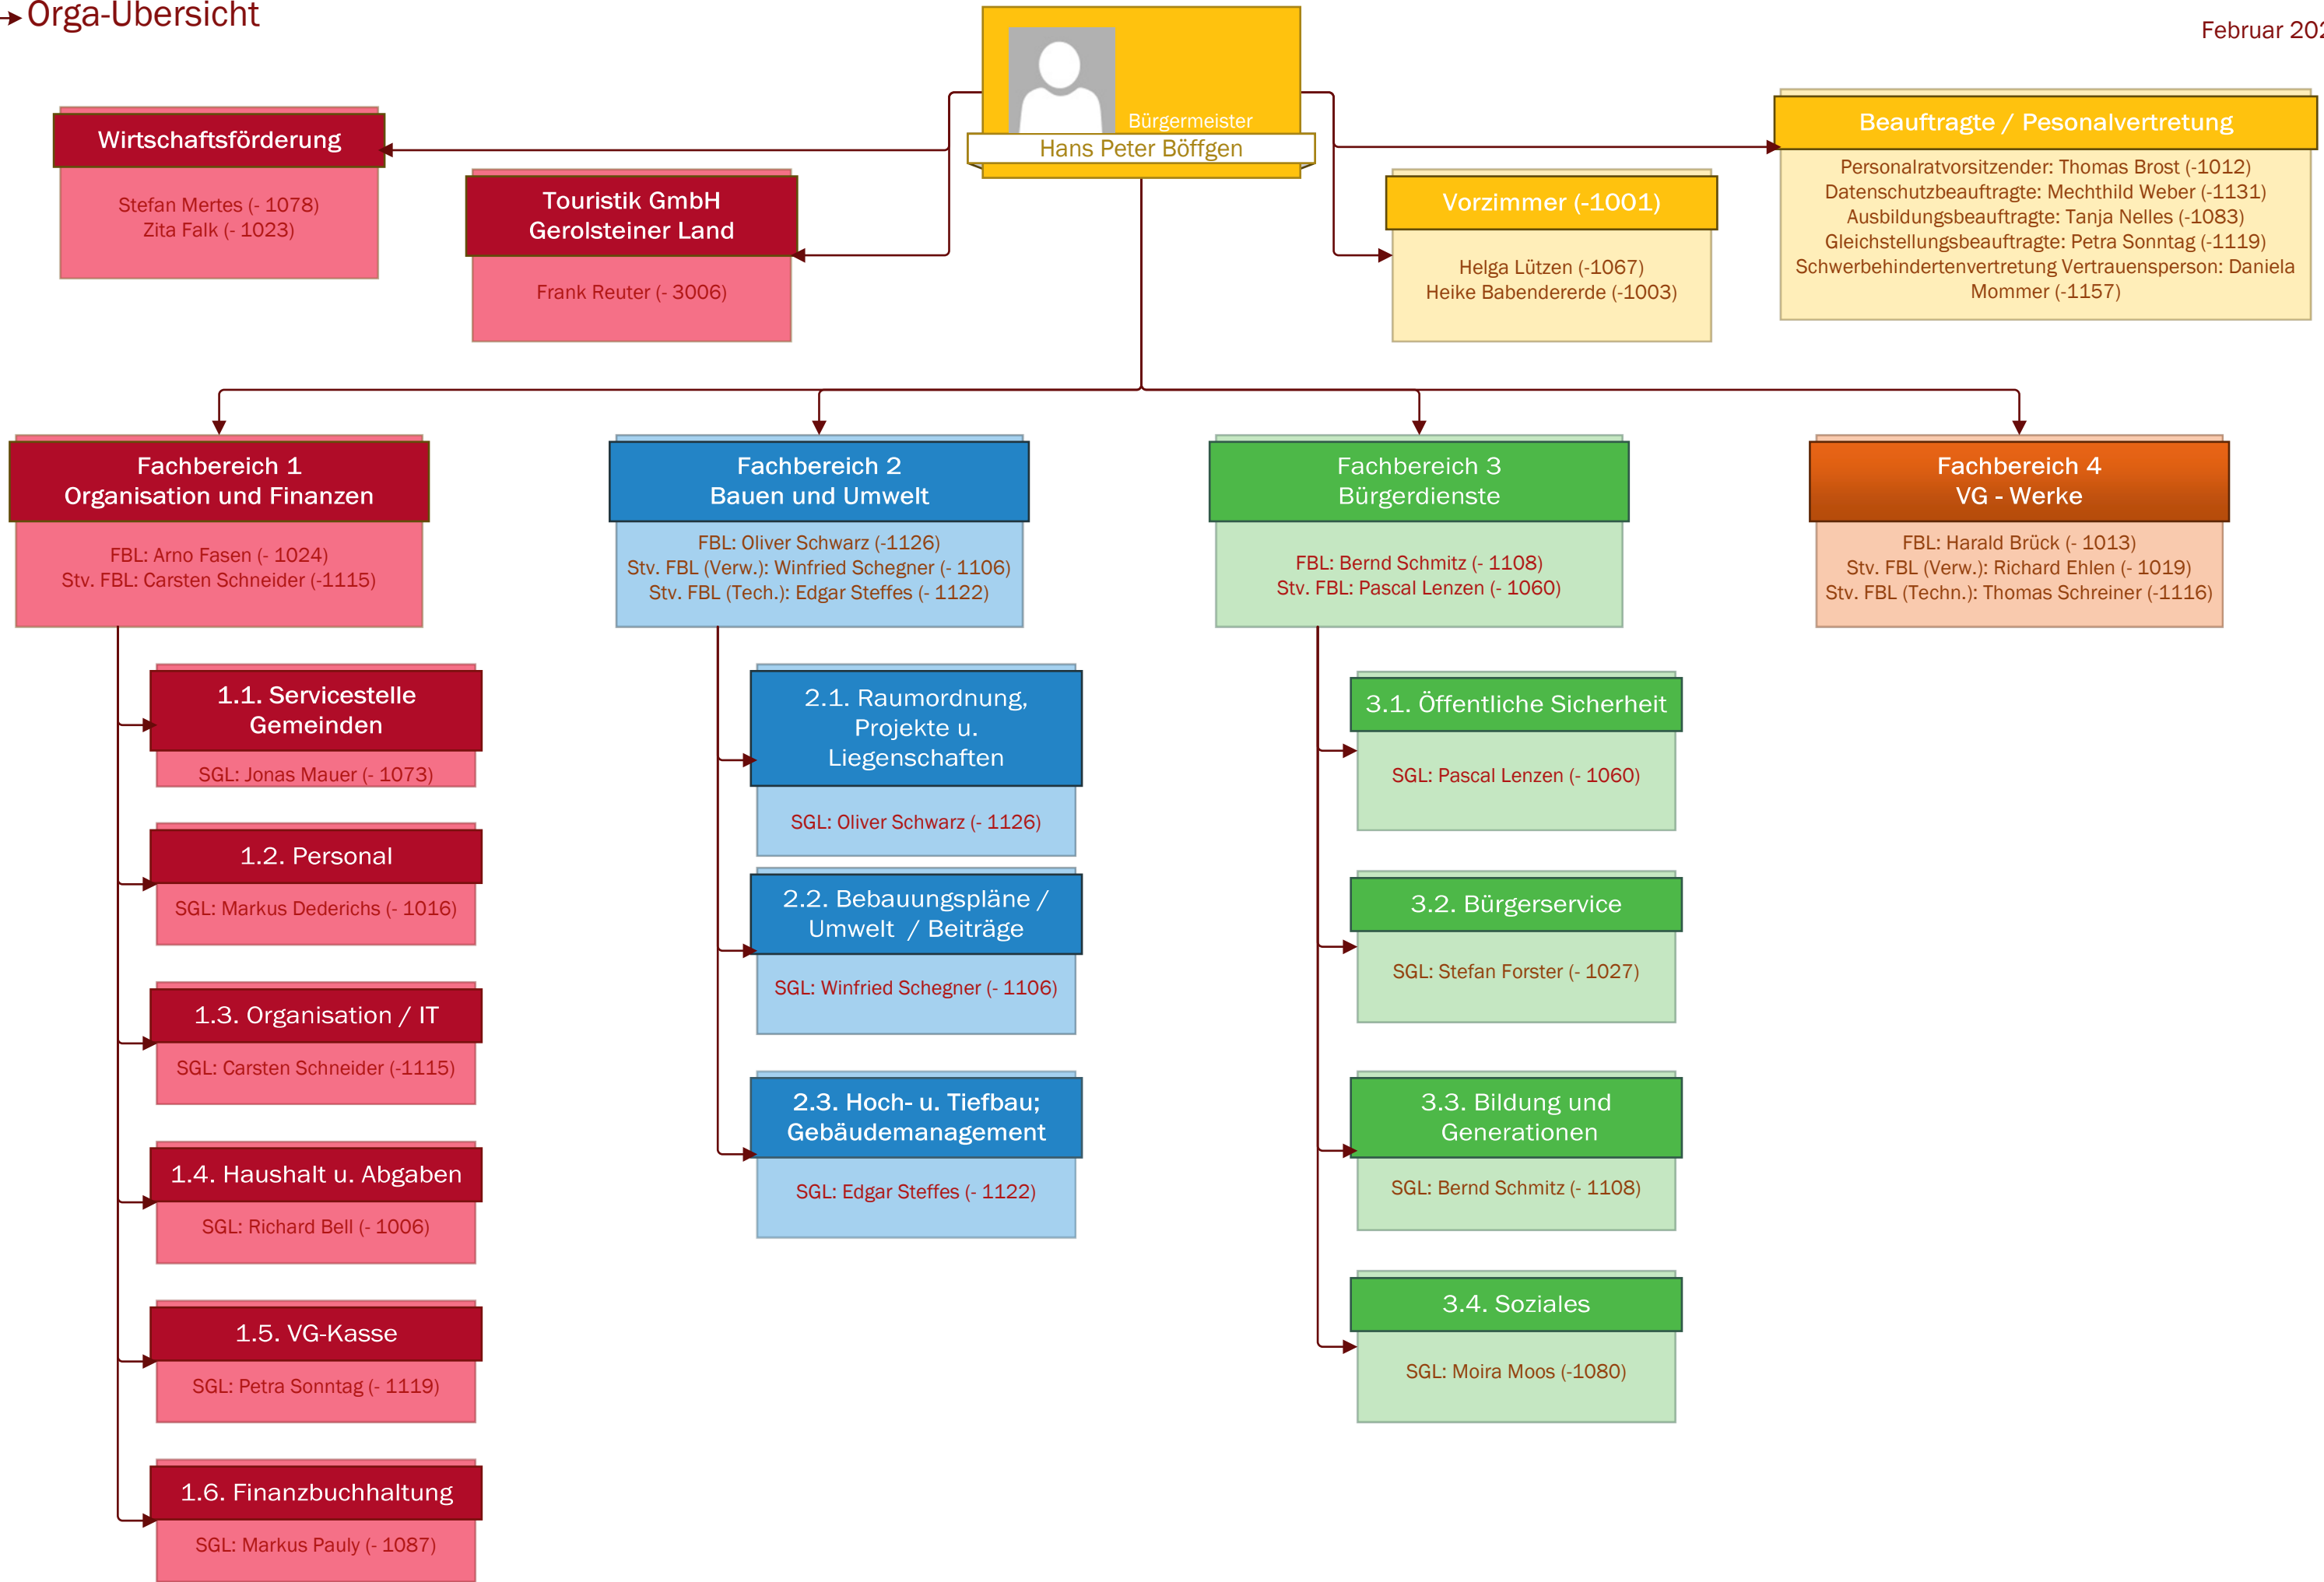 Orga-Übersicht
Februar 202
Bürgermeister
Hans Peter Böffgen
Wirtschaftsförderung
Stefan Mertes (- 1078)
Zita Falk (- 1023)
Touristik GmbH
Gerolsteiner Land
Frank Reuter (- 3006)
Vorzimmer (-1001)
Helga Lützen (-1067)
Heike Babendererde (-1003)
Beauftragte / Pesonalvertretung
Personalratvorsitzender: Thomas Brost (-1012)
Datenschutzbeauftragte: Mechthild Weber (-1131)
Ausbildungsbeauftragte: Tanja Nelles (-1083)
Gleichstellungsbeauftragte: Petra Sonntag (-1119)
Schwerbehindertenvertretung Vertrauensperson: Daniela
Mommer (-1157)
Fachbereich 1
Organisation und Finanzen
FBL: Arno Fasen (- 1024)
Stv. FBL: Carsten Schneider (-1115)
1.1. Servicestelle
Gemeinden
SGL: Jonas Mauer (- 1073)
1.2. Personal
SGL: Markus Dederichs (- 1016)
1.3. Organisation / IT
SGL: Carsten Schneider (-1115)
1.4. Haushalt u. Abgaben
SGL: Richard Bell (- 1006)
1.5. VG-Kasse
SGL: Petra Sonntag (- 1119)
1.6. Finanzbuchhaltung
SGL: Markus Pauly (- 1087)
Fachbereich 2
Bauen und Umwelt
FBL: Oliver Schwarz (-1126)
Stv. FBL (Verw.): Winfried Schegner (- 1106)
Stv. FBL (Tech.): Edgar Steffes (- 1122)
2.1. Raumordnung,
Projekte u.
Liegenschaften
SGL: Oliver Schwarz (- 1126)
2.2. Bebauungspläne /
Umwelt / Beiträge
SGL: Winfried Schegner (- 1106)
2.3. Hoch- u. Tiefbau;
Gebäudemanagement
SGL: Edgar Steffes (- 1122)
Fachbereich 3
Bürgerdienste
FBL: Bernd Schmitz (- 1108)
Stv. FBL: Pascal Lenzen (- 1060)
3.1. Öffentliche Sicherheit
SGL: Pascal Lenzen (- 1060)
3.2. Bürgerservice
SGL: Stefan Forster (- 1027)
3.3. Bildung und
Generationen
SGL: Bernd Schmitz (- 1108)
3.4. Soziales
SGL: Moira Moos (-1080)
Fachbereich 4
VG - Werke
FBL: Harald Brück (- 1013)
Stv. FBL (Verw.): Richard Ehlen (- 1019)
Stv. FBL (Techn.): Thomas Schreiner (-1116)